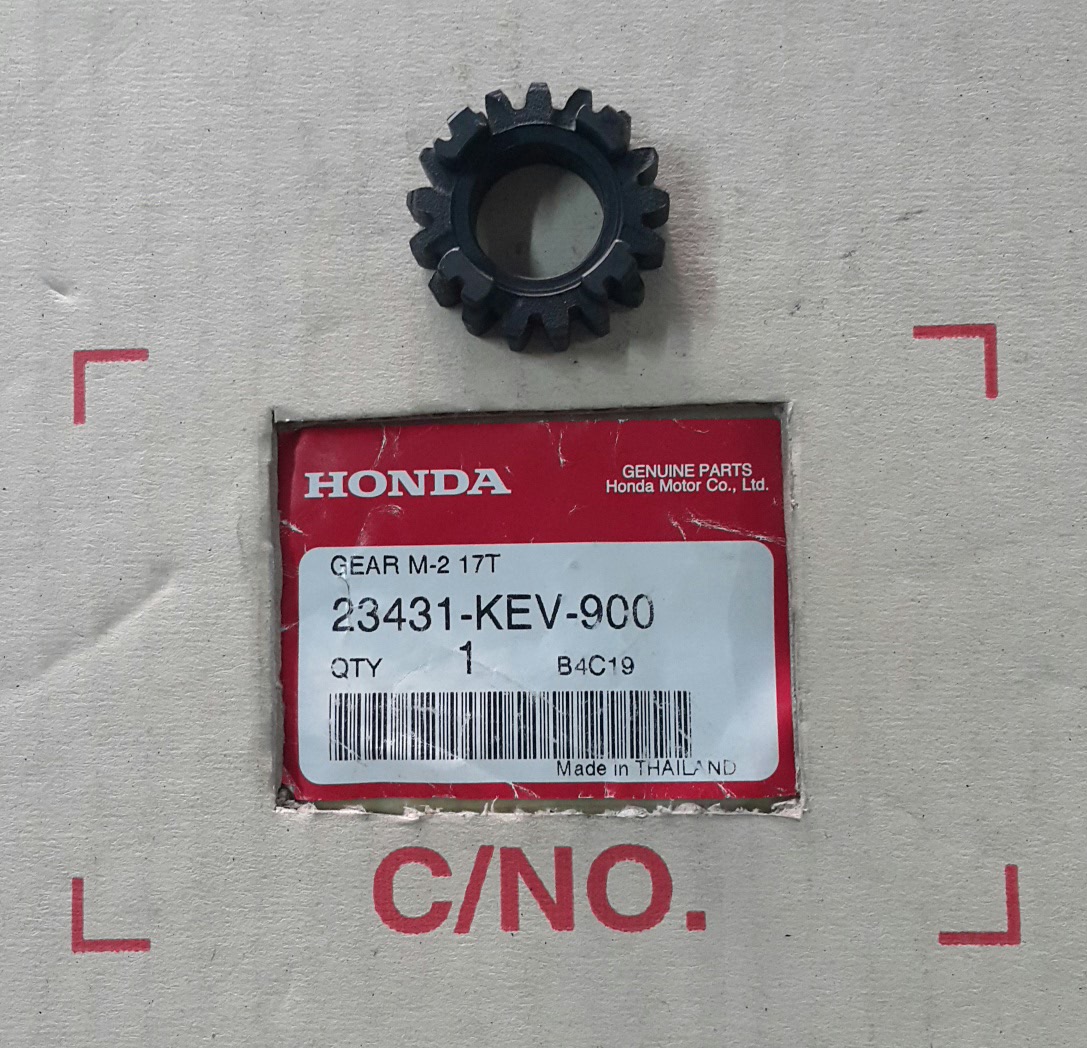 HONDA
GENUINE PARTS
Honda Motor Co., Ltd.
GEAR M-2 17T
23431-KEV-900
QTY 1 B4C19
Made in THAILAND
C/NO.